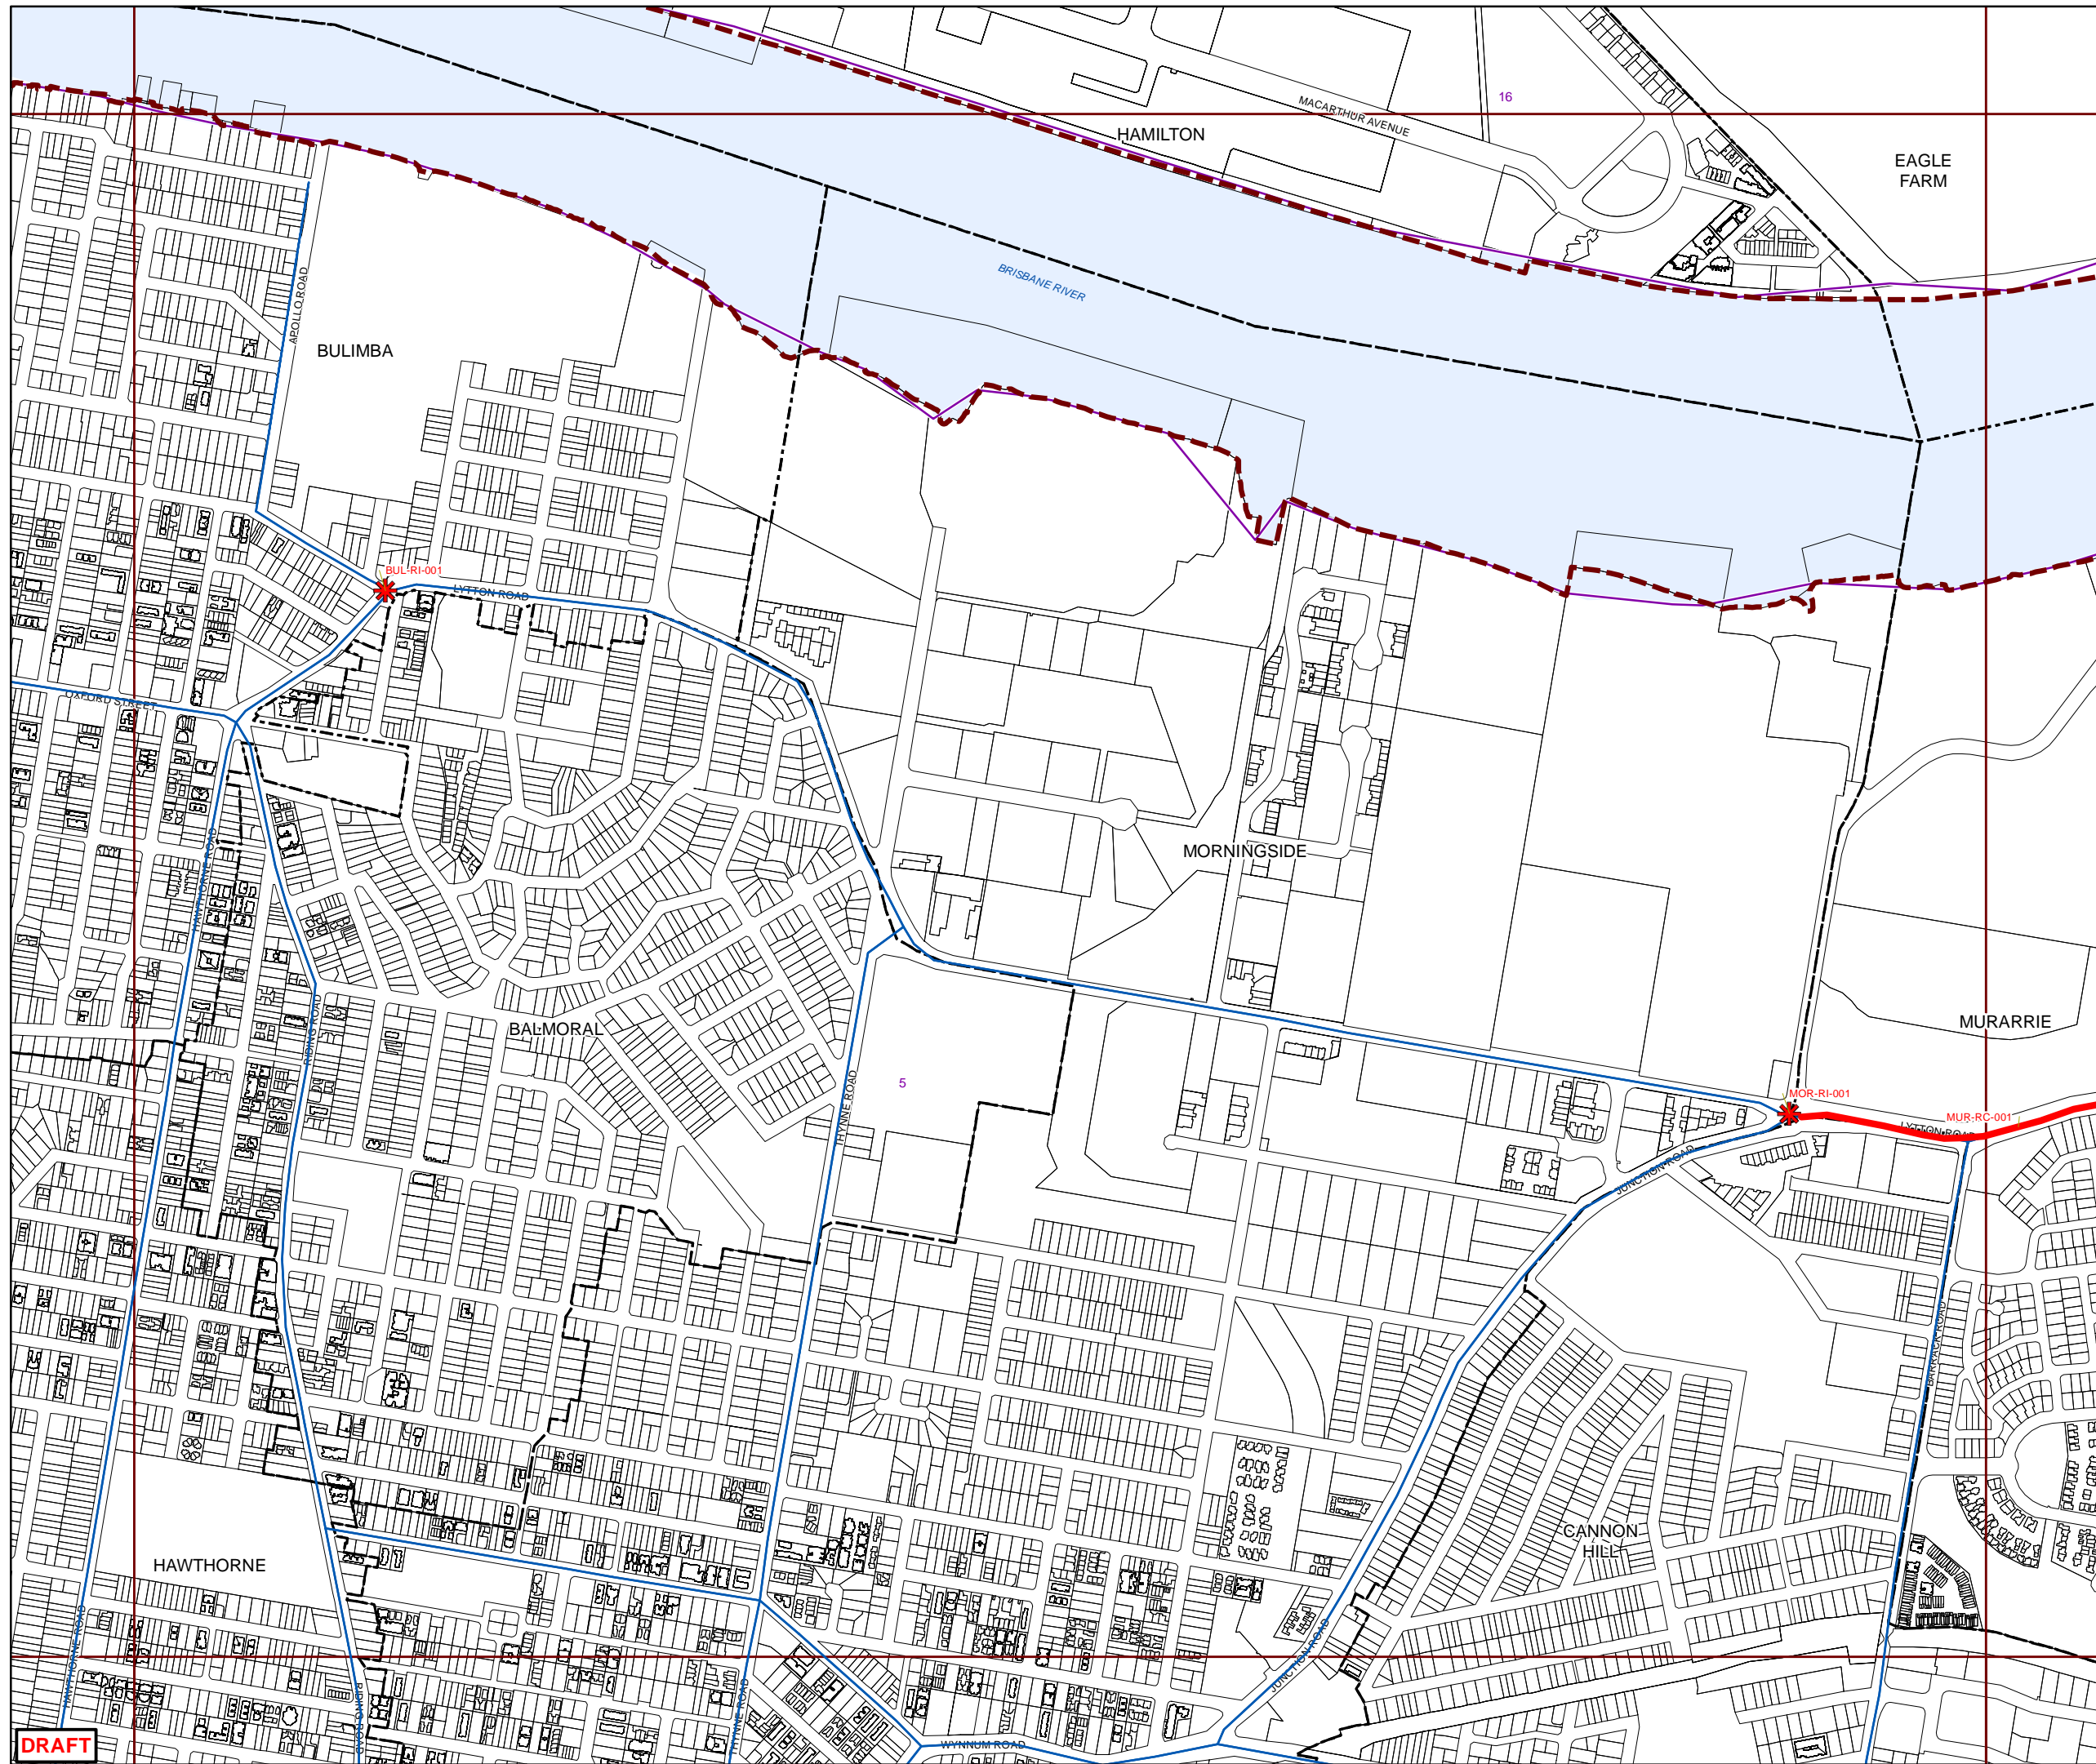 16
MACARTHUR AVENUE
HAMILTON
EAGLE
FARM
BRISBANE RIVER
APOLLO ROAD
BULIMBA
BUL-RI-001
LYTTON ROAD
OXFORD STREET
HAWTHORNE ROAD
MORNINGSIDE
RIDING ROAD
BALMORAL
MURARRIE
THYNNE ROAD
5
MOR-RI-001
MUR-RC-001
LYTTON ROAD
JUNCTION ROAD
BARRACK ROAD
CANNON
HILL
HAWTHORNE
HAWTHORNE ROAD
RIDING ROAD
THYNNE ROAD
JUNCTION ROAD
WYNNUM ROAD
DRAFT